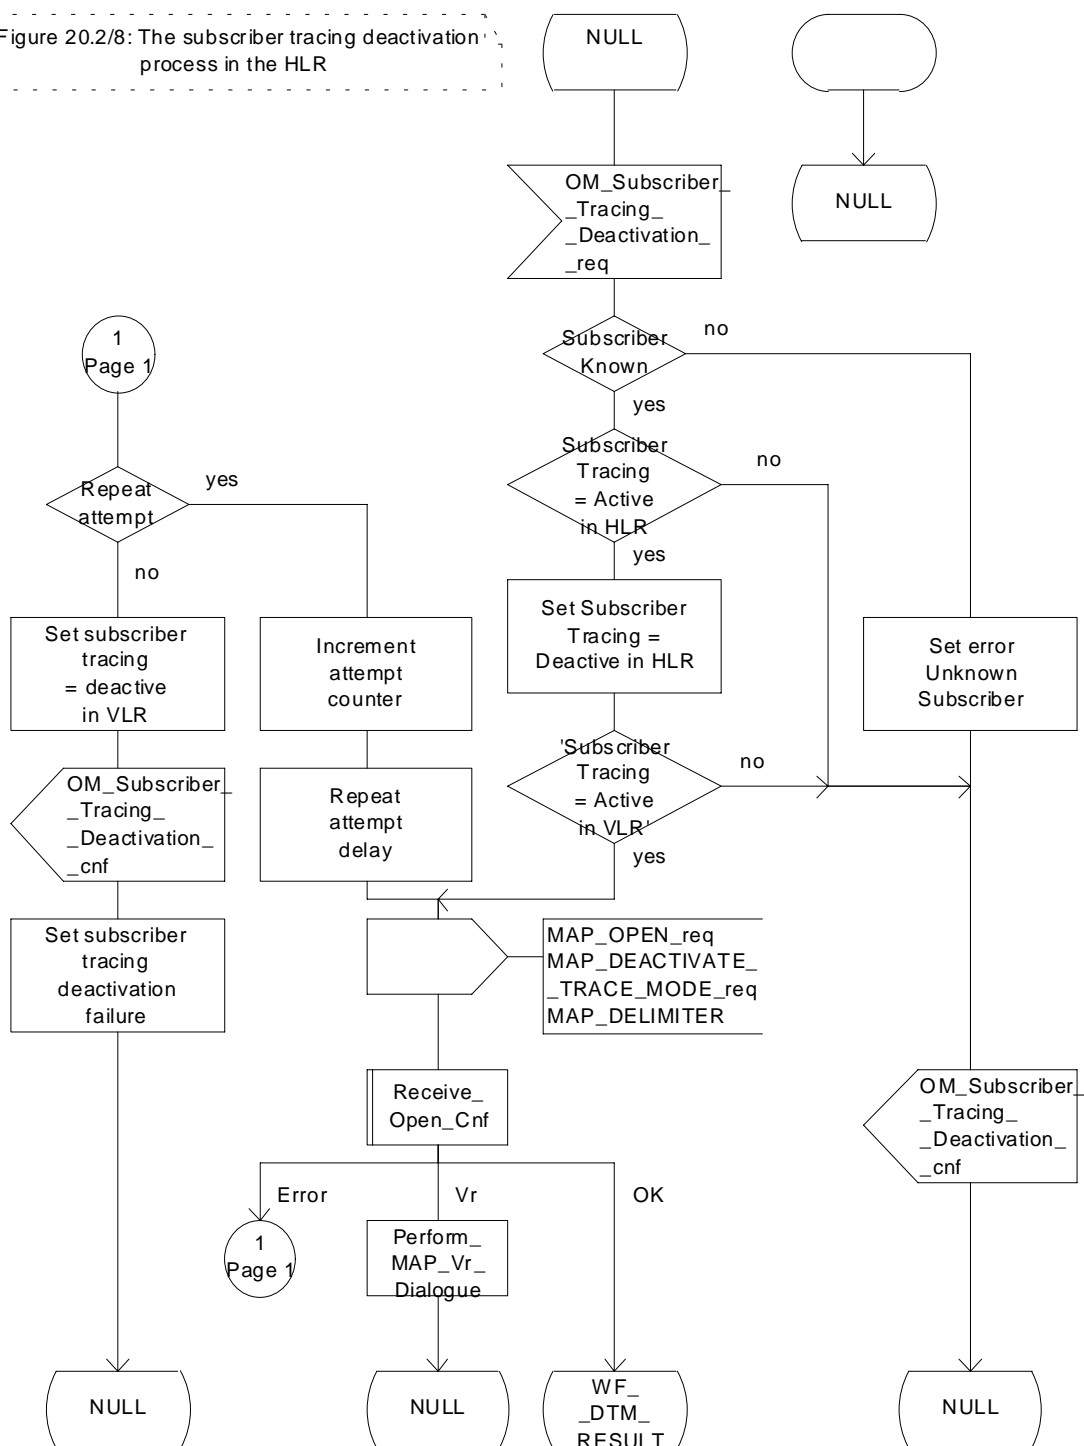 Figure 20.2/8: The subscriber tracing deactivation
process in the HLR
NULL
NULL
OM_Subscriber_
_Tracing_
_Deactivation_
_req
Subscriber
Known
no
yes
1
Page 1
Subscriber
Tracing
= Active
in HLR
no
yes
Repeat
attempt
yes
no
Set Subscriber
Tracing =
Deactive in HLR
Set subscriber
tracing
= deactive
in VLR
Increment
attempt
counter
Set error
Unknown
Subscriber
'Subscriber
Tracing
= Active
in VLR'
no
yes
OM_Subscriber_
_Tracing_
_Deactivation_
_cnf
Repeat
attempt
delay
Set subscriber
tracing
deactivation
failure
MAP_OPEN_req
MAP_DEACTIVATE_
_TRACE_MODE_req
MAP_DELIMITER
Receive_
Open_Cnf
OM_Subscriber_
_Tracing_
_Deactivation_
_cnf
Error
Vr
OK
1
Page 1
Perform_
MAP_Vr_
Dialogue
NULL
NULL
WF_
_DTM_
RESULT
NULL